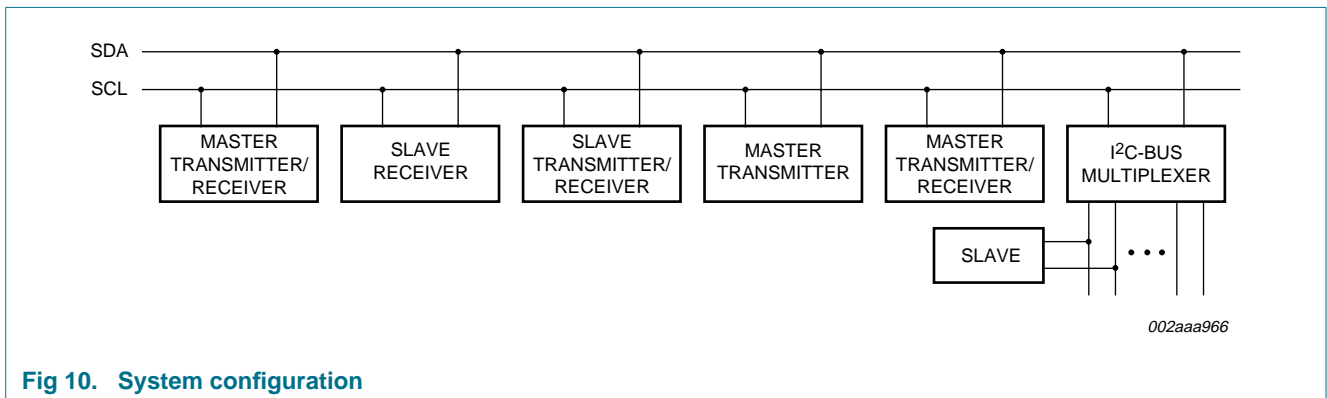 SDA
SCL
MASTER
TRANSMITTER/
RECEIVER
SLAVE
RECEIVER
SLAVE
TRANSMITTER/
RECEIVER
MASTER
TRANSMITTER
MASTER
TRANSMITTER/
RECEIVER
I²C-BUS
MULTIPLEXER
SLAVE
002aaa966
Fig 10. System configuration